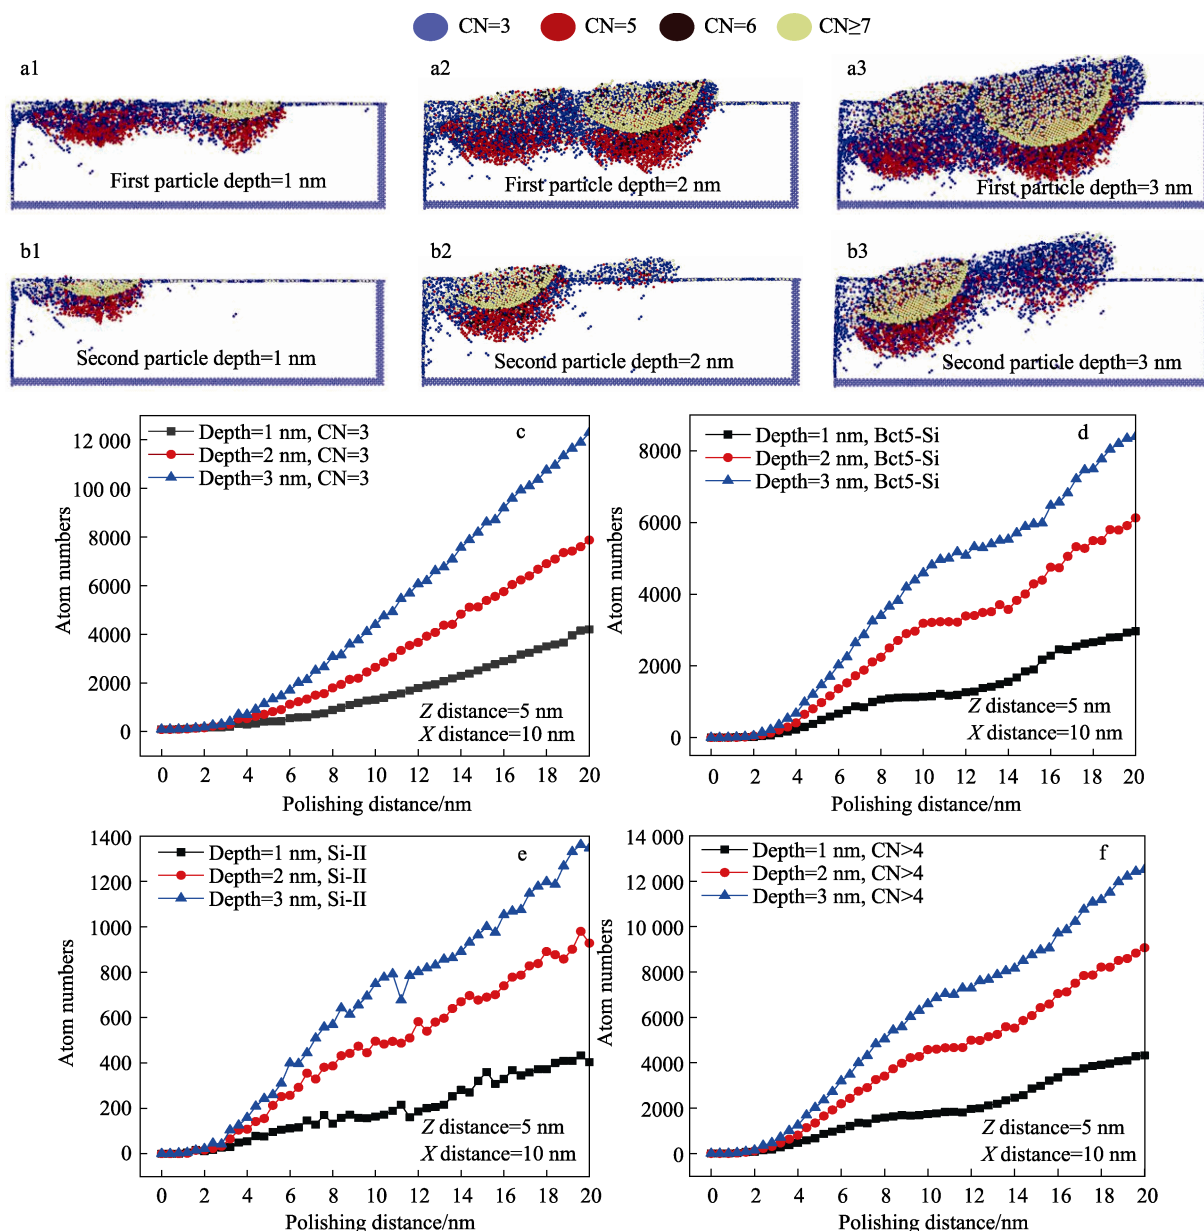 CN=3 CN=5 CN=6 CN≥7
a1 a2 a3
First particle depth=1 nm First particle depth=2 nm First particle depth=3 nm
b1 b2 b3
Second particle depth=1 nm Second particle depth=2 nm Second particle depth=3 nm
c
Depth=1 nm, CN=3
Depth=2 nm, CN=3
Depth=3 nm, CN=3
12 000
100 00
8000
6000
4000
2000
0
Atom numbers
Z distance=5 nm
X distance=10 nm
0 2 4 6 8 10 12 14 16 18 20
Polishing distance/nm
d
Depth=1 nm, Bct5-Si
Depth=2 nm, Bct5-Si
Depth=3 nm, Bct5-Si
8000
6000
4000
2000
0
Atom numbers
Z distance=5 nm
X distance=10 nm
0 2 4 6 8 10 12 14 16 18 20
Polishing distance/nm
e
Depth=1 nm, Si-II
Depth=2 nm, Si-II
Depth=3 nm, Si-II
1400
1200
1000
800
600
400
200
0
Atom numbers
Z distance=5 nm
X distance=10 nm
0 2 4 6 8 10 12 14 16 18 20
Polishing distance/nm
f
Depth=1 nm, CN>4
Depth=2 nm, CN>4
Depth=3 nm, CN>4
14 000
12 000
10 000
8000
6000
4000
2000
0
Atom numbers
Z distance=5 nm
X distance=10 nm
0 2 4 6 8 10 12 14 16 18 20
Polishing distance/nm